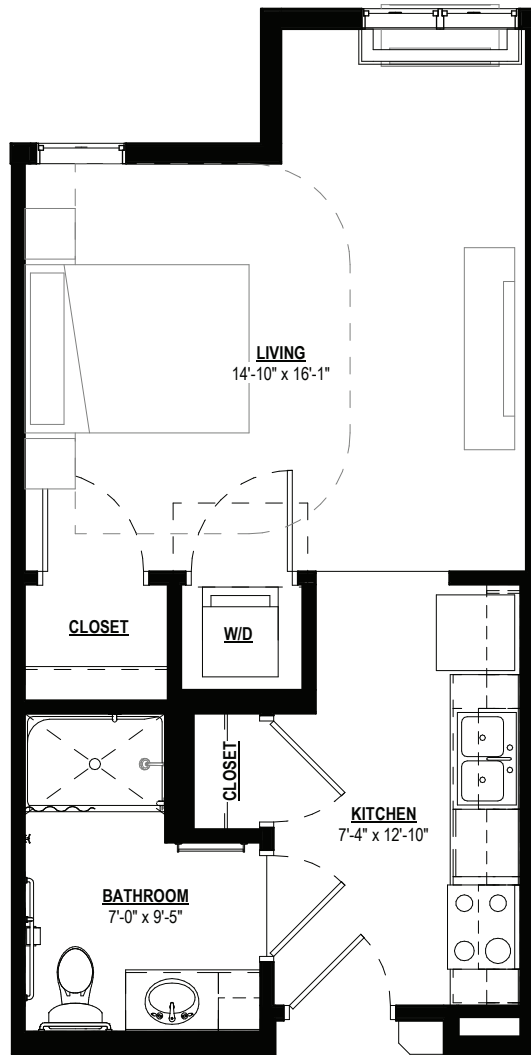 LIVING
14'-10" x 16'-1"
CLOSET
W/D
CLOSET
KITCHEN
7'-4" x 12'-10"
BATHROOM
7'-0" x 9'-5"